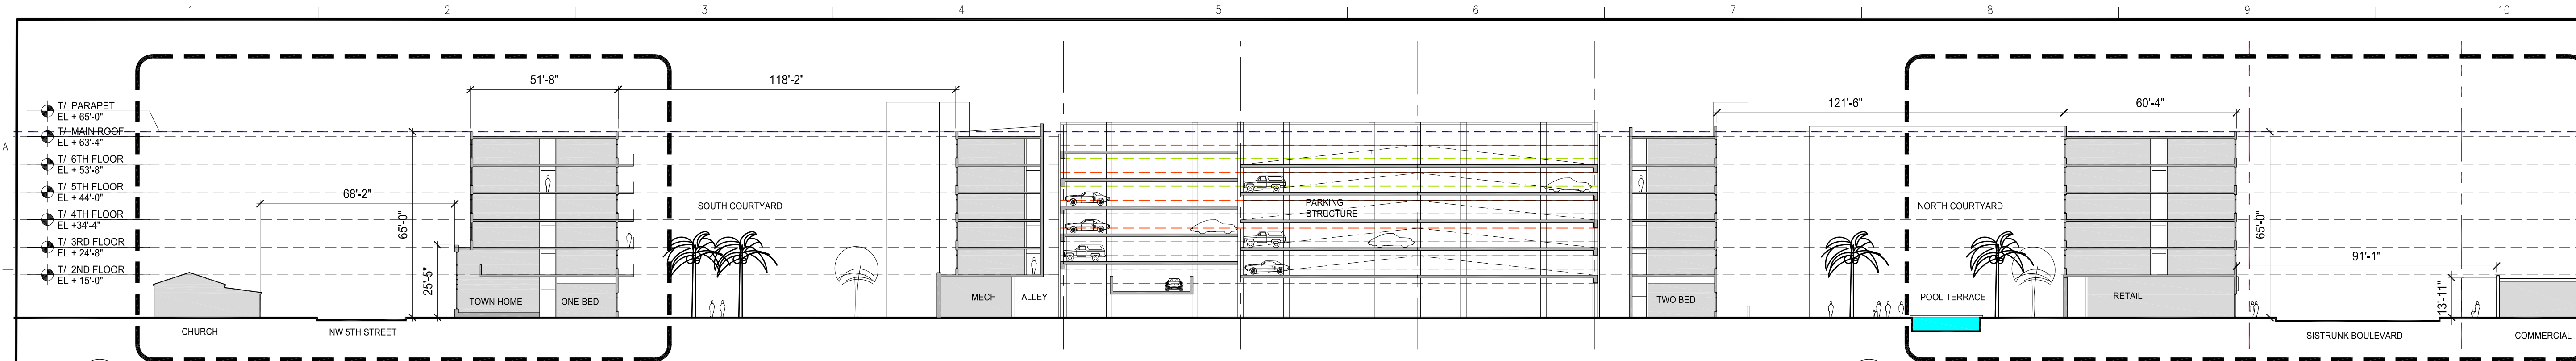 1 2 3 4 5 6 7 8 9 10
51'-8" 118'-2" 121'-6" 60'-4"
A
T/ PARAPET
EL + 65'-0"
T/ MAIN ROOF
EL + 63'-4"
T/ 6TH FLOOR
EL + 53'-8"
T/ 5TH FLOOR
EL + 44'-0"
T/ 4TH FLOOR
EL +34'-4"
T/ 3RD FLOOR
EL + 24'-8"
T/ 2ND FLOOR
EL + 15'-0"
68'-2"
65'-0"
25'-5"
SOUTH COURTYARD
PARKING
STRUCTURE
NORTH COURTYARD
65'-0"
91'-1"
13'-11"
TOWN HOME
ONE BED
MECH
ALLEY
TWO BED
POOL TERRACE
RETAIL
CHURCH
NW 5TH STREET
SISTRUNK BOULEVARD
COMMERCIAL